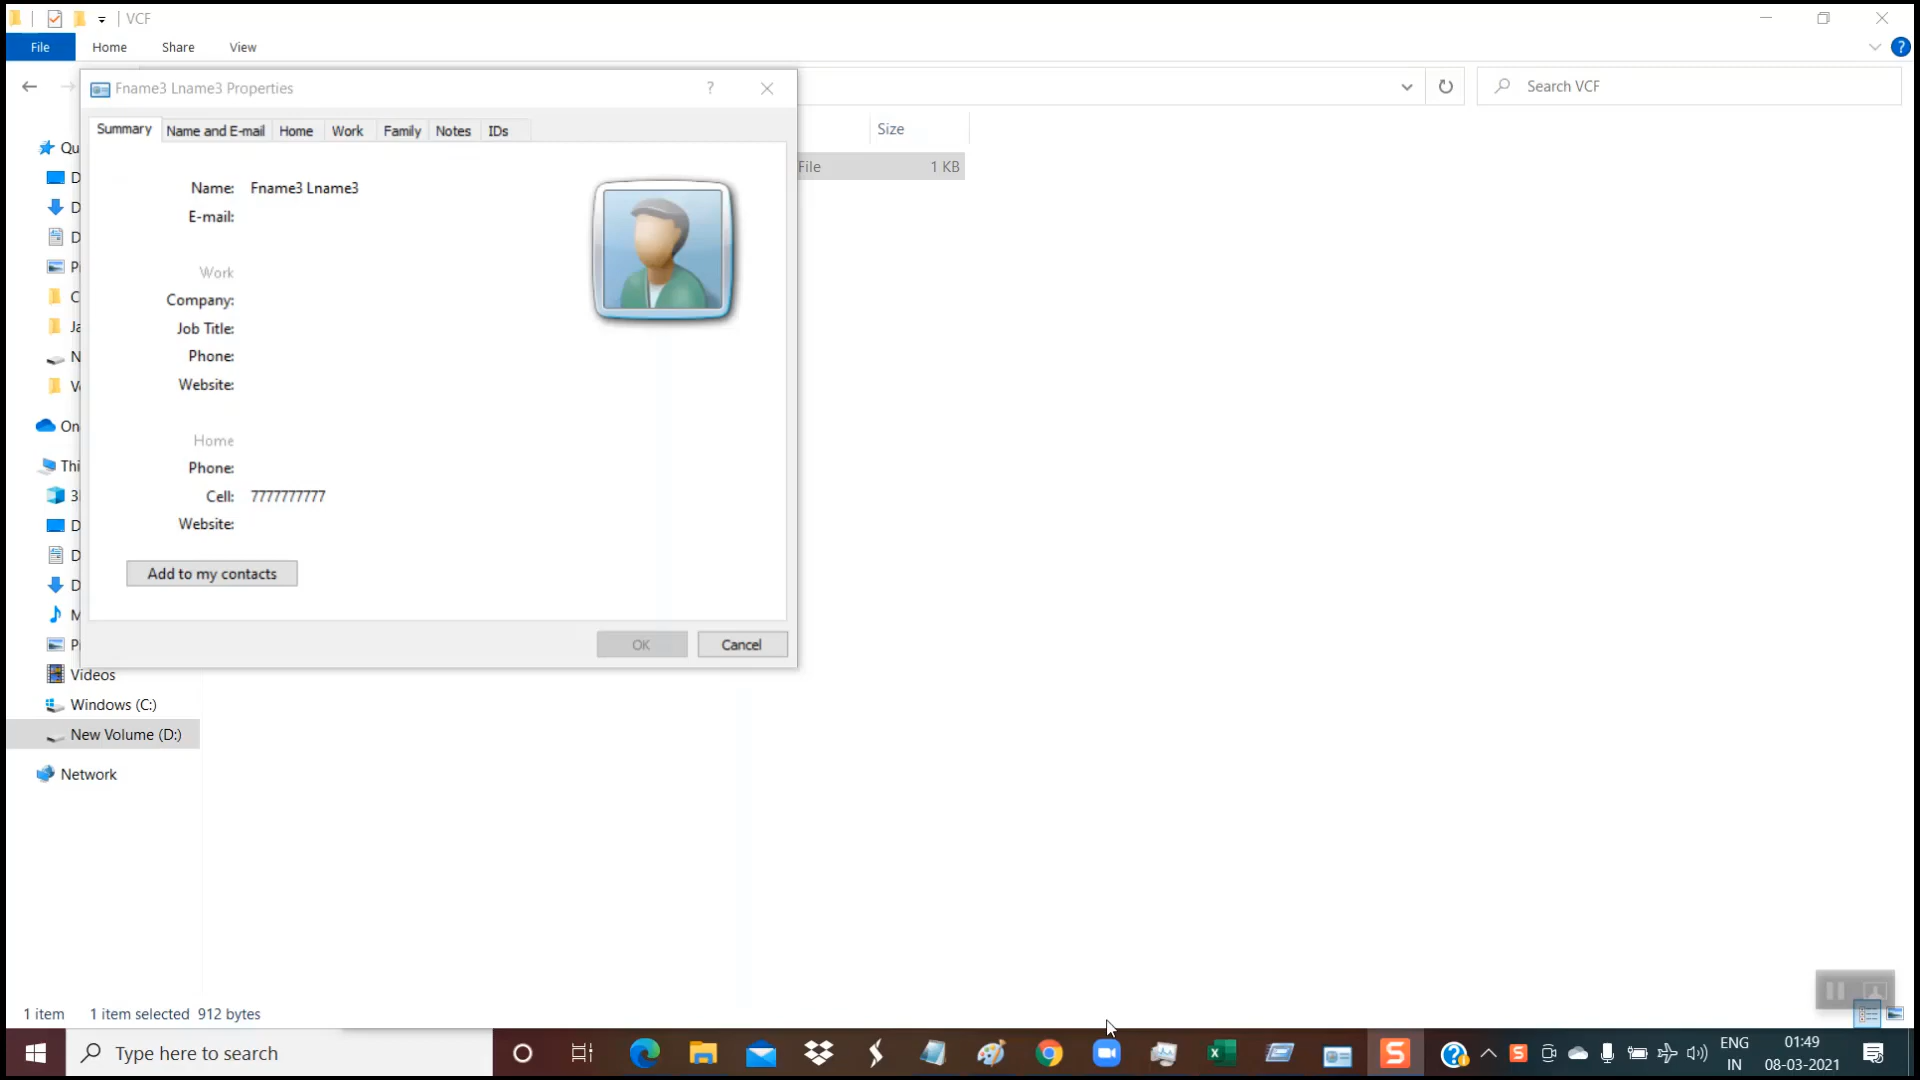 VCF
File Home Share View
Fname3 Lname3 Properties
Search VCF
Summary Name and E-mail Home Work Family Notes IDs
Size
File 1 KB
Name: Fname3 Lname3
E-mail:
Work
Company:
Job Title:
Phone:
Website:
Home
Phone:
Cell: 7777777777
Website:
Add to my contacts
OK Cancel
Videos
Windows (C:)
New Volume (D:)
Network
1 item 1 item selected 912 bytes
Type here to search
ENG
IN
01:49
08-03-2021